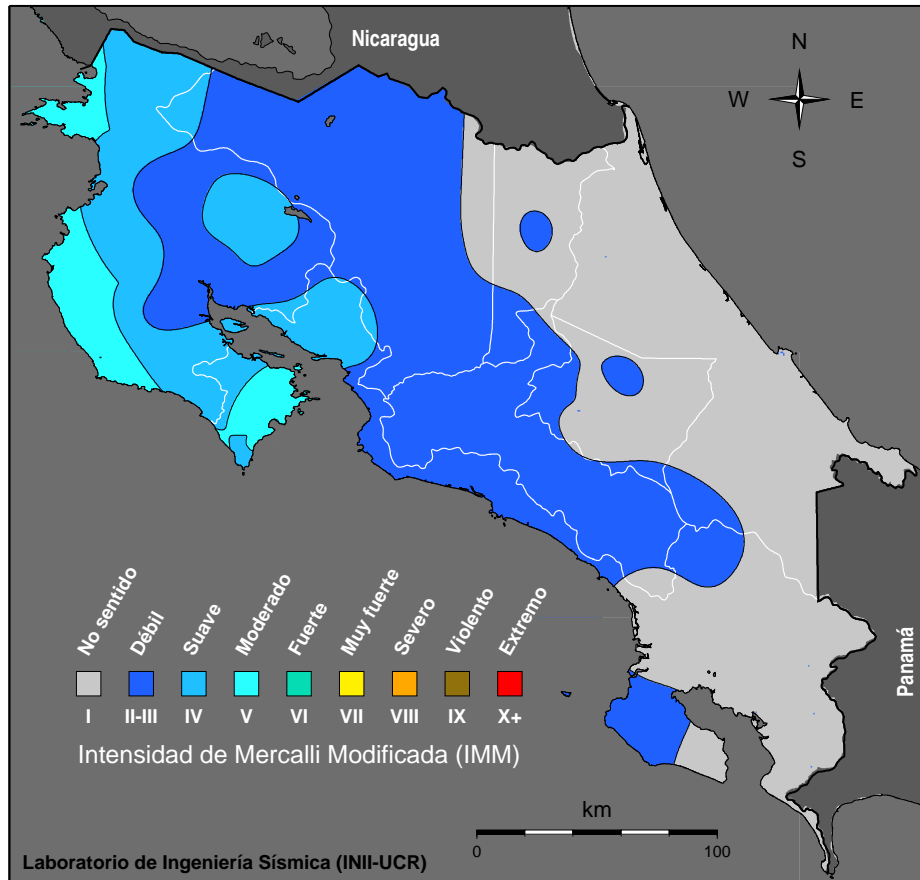 Nicaragua
N
W
E
S
Panamá
No sentido
Débil
Suave
Moderado
Fuerte
Muy fuerte
Severo
Violento
Extremo
I
II-III
IV
V
VI
VII
VIII
IX
X+
Intensidad de Mercalli Modificada (IMM)
km
0
100
Laboratorio de Ingeniería Sísmica (INII-UCR)